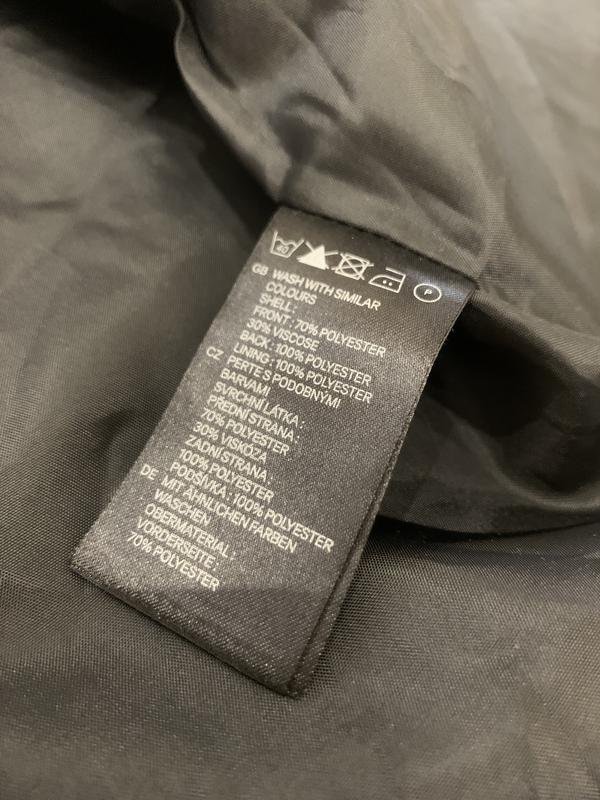 40
P
GB WASH WITH SIMILAR
COLOURS
SHELL :
FRONT : 70% POLYESTER
30% VISCOSE
BACK : 100% POLYESTER
LINING : 100% POLYESTER
CZ PERTE S PODOBNÝMI
BARVAMI
SVRCHNÍ LÁTKA :
PŘEDNÍ STRANA :
70% POLYESTER
30% VISKÓZA
ZADNÍ STRANA :
100% POLYESTER
PODŠÍVKA : 100% POLYESTER
DE MIT ÄHNLICHEN FARBEN
WASCHEN
OBERMATERIAL :
VORDERSEITE :
70% POLYESTER